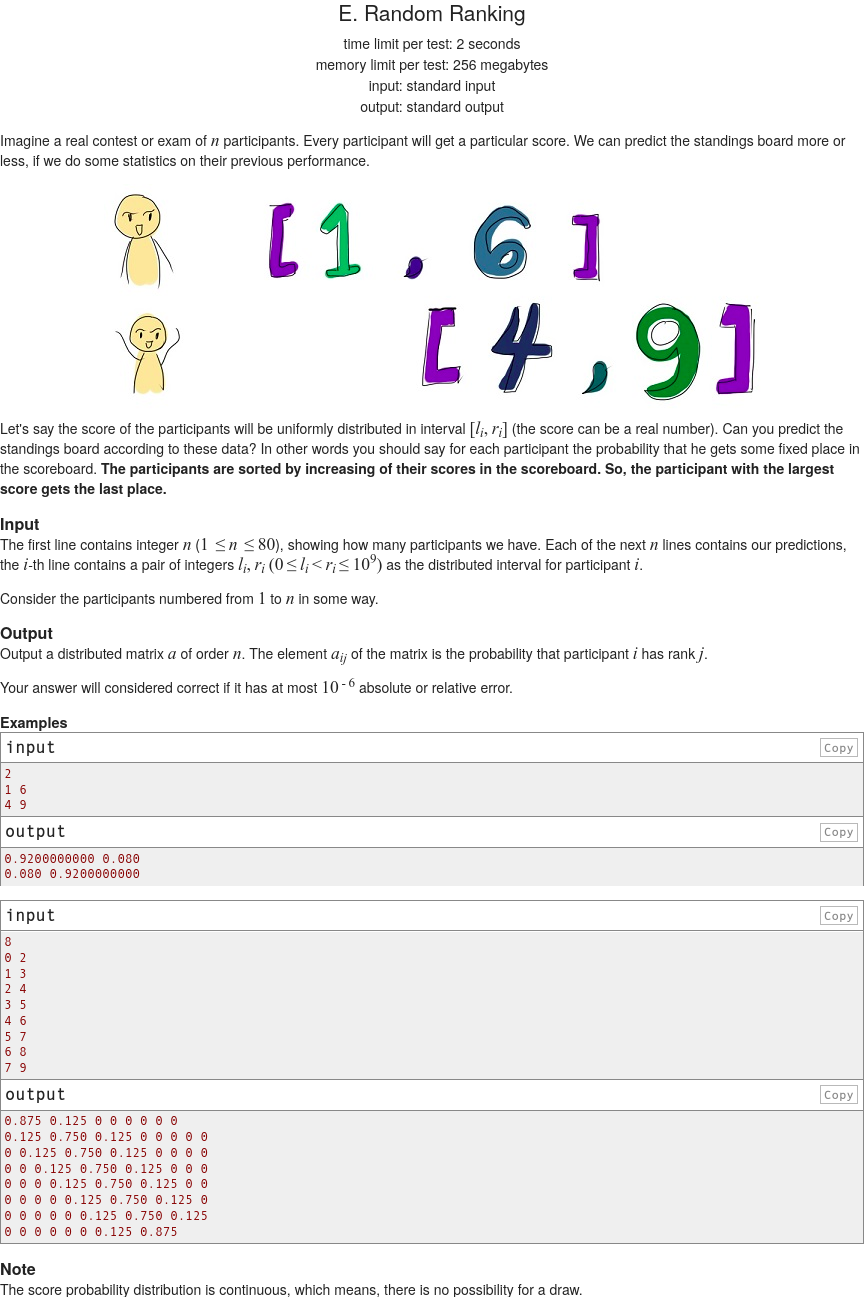 E. Random Ranking
time limit per test: 2 seconds
memory limit per test: 256 megabytes
input: standard input
output: standard output
Imagine a real contest or exam of n participants. Every participant will get a particular score. We can predict the standings board more or
less, if we do some statistics on their previous performance.
[1, 6]
[4, 9]
Let's say the score of the participants will be uniformly distributed in interval [lᵢ, rᵢ] (the score can be a real number). Can you predict the
standings board according to these data? In other words you should say for each participant the probability that he gets some fixed place in
the scoreboard. The participants are sorted by increasing of their scores in the scoreboard. So, the participant with the largest
score gets the last place.
Input
The first line contains integer n (1 ≤ n ≤ 80), showing how many participants we have. Each of the next n lines contains our predictions,
the i-th line contains a pair of integers lᵢ, rᵢ (0 ≤ lᵢ < rᵢ ≤ 10⁹) as the distributed interval for participant i.
Consider the participants numbered from 1 to n in some way.
Output
Output a distributed matrix a of order n. The element aᵢⱼ of the matrix is the probability that participant i has rank j.
Your answer will considered correct if it has at most 10⁻⁶ absolute or relative error.
Examples
input
Copy
2
1 6
4 9
output
Copy
0.9200000000 0.080
0.080 0.9200000000
input
Copy
8
0 2
1 3
2 4
3 5
4 6
5 7
6 8
7 9
output
Copy
0.875 0.125 0 0 0 0 0 0
0.125 0.750 0.125 0 0 0 0 0
0 0.125 0.750 0.125 0 0 0 0
0 0 0.125 0.750 0.125 0 0 0
0 0 0 0.125 0.750 0.125 0 0
0 0 0 0 0.125 0.750 0.125 0
0 0 0 0 0 0.125 0.750 0.125
0 0 0 0 0 0 0.125 0.875
Note
The score probability distribution is continuous, which means, there is no possibility for a draw.